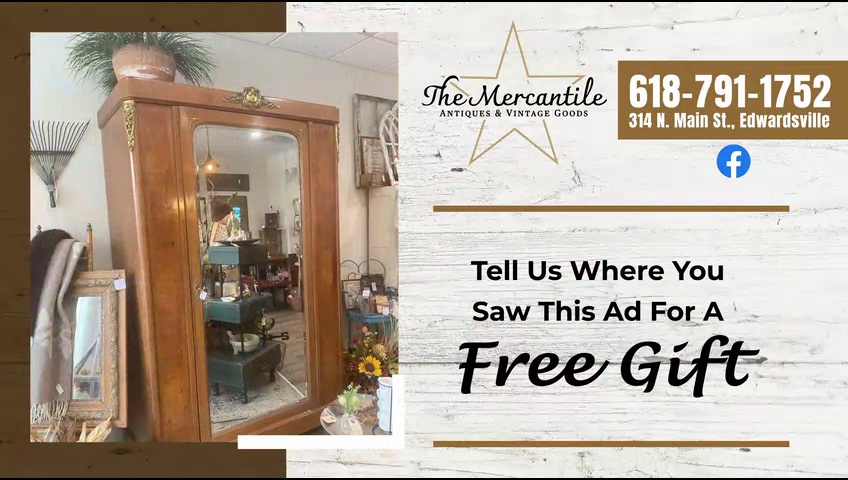 The Mercantile
Antiques & Vintage Goods
618-791-1752
314 N. Main St., Edwardsville
Tell Us Where You
Saw This Ad For A
Free Gift